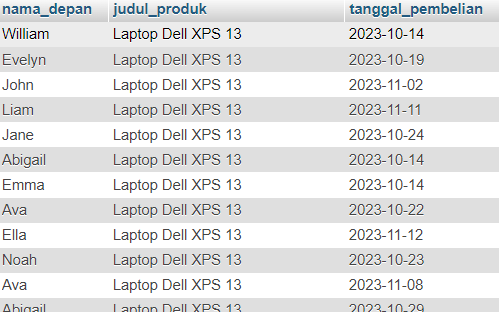 nama_depan judul_produk tanggal_pembelian
William Laptop Dell XPS 13 2023-10-14
Evelyn Laptop Dell XPS 13 2023-10-19
John Laptop Dell XPS 13 2023-11-02
Liam Laptop Dell XPS 13 2023-11-11
Jane Laptop Dell XPS 13 2023-10-24
Abigail Laptop Dell XPS 13 2023-10-14
Emma Laptop Dell XPS 13 2023-10-14
Ava Laptop Dell XPS 13 2023-10-22
Ella Laptop Dell XPS 13 2023-11-12
Noah Laptop Dell XPS 13 2023-10-23
Ava Laptop Dell XPS 13 2023-11-08
Abigail Laptop Dell XPS 13 2023-10-29